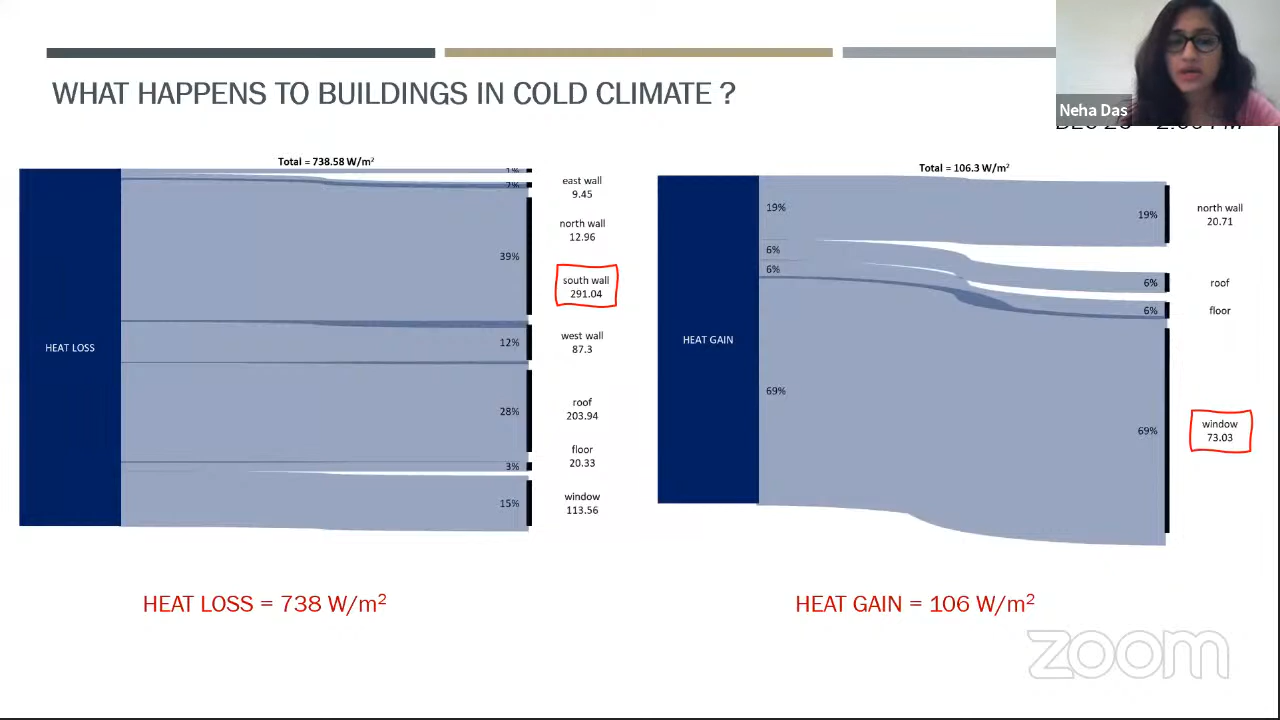 WHAT HAPPENS TO BUILDINGS IN COLD CLIMATE ?
Neha Das
Total = 738.58 W/m²
HEAT LOSS
1%
2%
39%
12%
28%
3%
15%
east wall
9.45
north wall
12.96
south wall
291.04
west wall
87.3
roof
203.94
floor
20.33
window
113.56
HEAT LOSS = 738 W/m²
Total = 106.3 W/m²
HEAT GAIN
19%
6%
6%
69%
19%
6%
6%
69%
north wall
20.71
roof
floor
window
73.03
HEAT GAIN = 106 W/m²
zoom